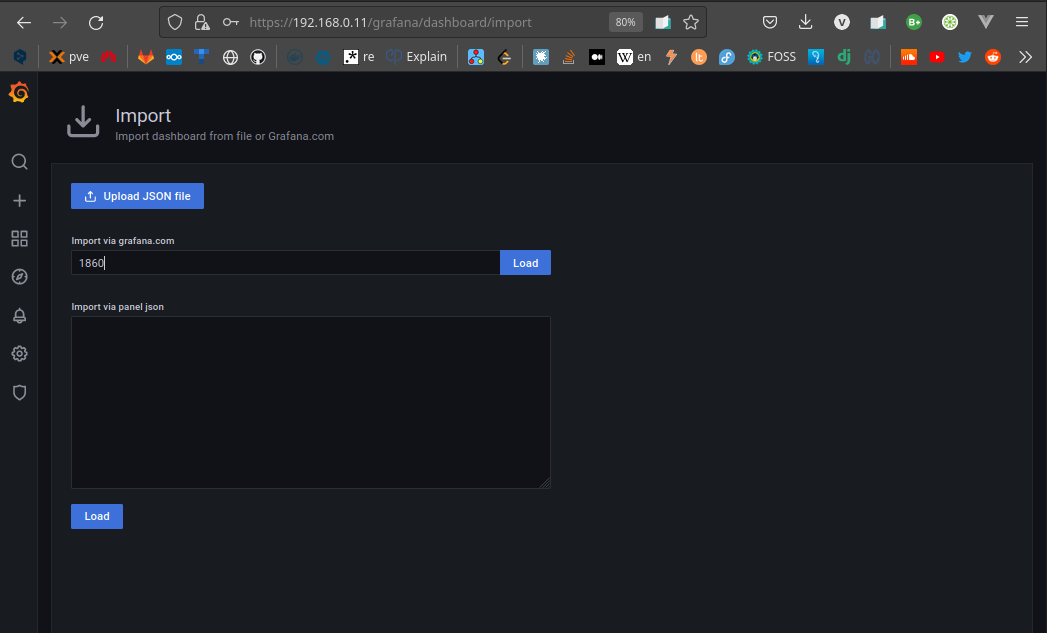 https://192.168.0.11/grafana/dashboard/import
80%
pve
re
Explain
en
FOSS
Import
Import dashboard from file or Grafana.com
Upload JSON file
Import via grafana.com
1860
Load
Import via panel json
Load